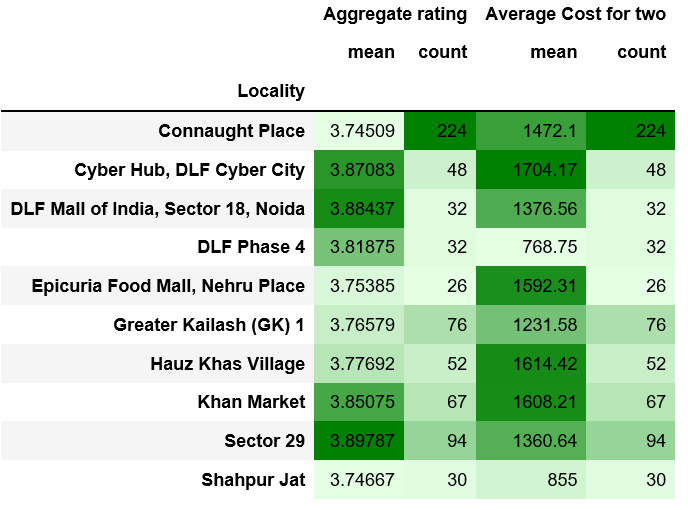 Aggregate rating Average Cost for two
mean count mean count
Locality
Connaught Place 3.74509 224 1472.1 224
Cyber Hub, DLF Cyber City 3.87083 48 1704.17 48
DLF Mall of India, Sector 18, Noida 3.88437 32 1376.56 32
DLF Phase 4 3.81875 32 768.75 32
Epicuria Food Mall, Nehru Place 3.75385 26 1592.31 26
Greater Kailash (GK) 1 3.76579 76 1231.58 76
Hauz Khas Village 3.77692 52 1614.42 52
Khan Market 3.85075 67 1608.21 67
Sector 29 3.89787 94 1360.64 94
Shahpur Jat 3.74667 30 855 30